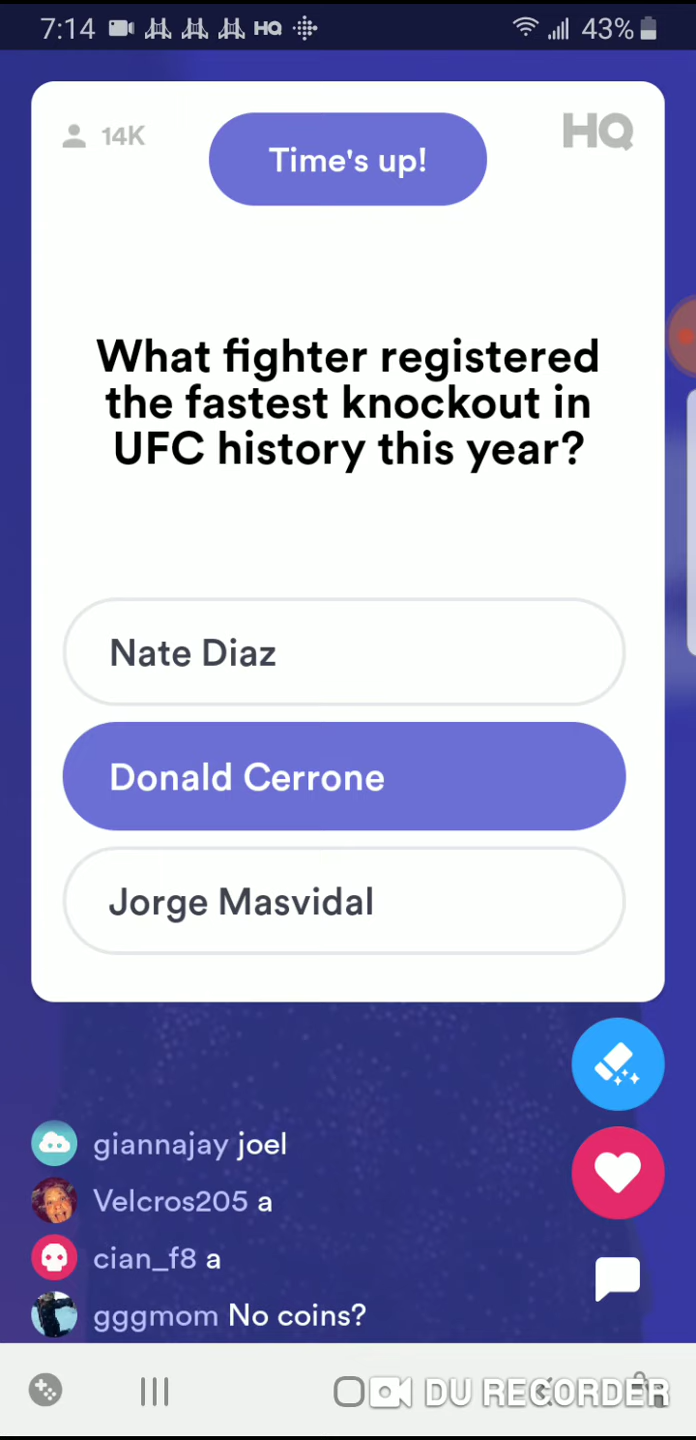 7:14 HQ 43%
14K
Time's up!
HQ
What fighter registered
the fastest knockout in
UFC history this year?
Nate Diaz
Donald Cerrone
Jorge Masvidal
giannajay joel
Velcros205 a
cian_f8 a
gggmom No coins?
DU RECORDER